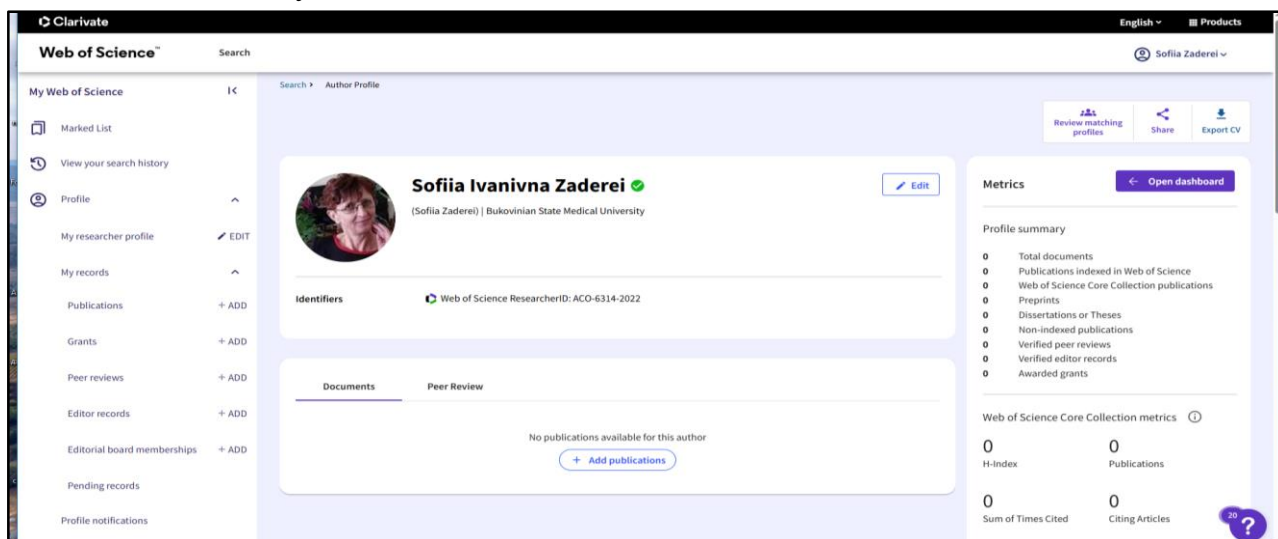 Clarivate
English
Products
Web of Science™
Search
Sofiia Zaderei
My Web of Science
Search > Author Profile
Marked List
Review matching
profiles
Share
Export CV
View your search history
Profile
My researcher profile
EDIT
My records
Publications
+ ADD
Grants
+ ADD
Peer reviews
+ ADD
Editor records
+ ADD
Editorial board memberships
+ ADD
Pending records
Profile notifications
Sofiia Ivanivna Zaderei
Edit
(Sofiia Zaderei) | Bukovinian State Medical University
Identifiers
Web of Science ResearcherID: ACO-6314-2022
Documents
Peer Review
No publications available for this author
+ Add publications
Metrics
← Open dashboard
Profile summary
0 Total documents
0 Publications indexed in Web of Science
0 Web of Science Core Collection publications
0 Preprints
0 Dissertations or Theses
0 Non-indexed publications
0 Verified peer reviews
0 Verified editor records
0 Awarded grants
Web of Science Core Collection metrics
0 0
H-Index Publications
0 0
Sum of Times Cited Citing Articles
20
?